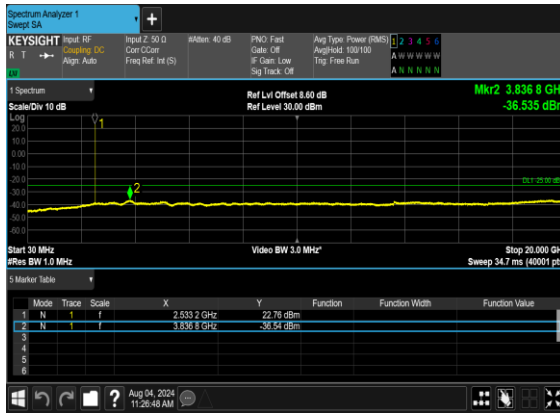 Spectrum Analyzer 1
Swept SA
+
KEYSIGHT Input: RF Input Z: 50 Ω #Atten: 40 dB PNO: Fast Avg Type: Power (RMS) 1 2 3 4 5 6
R T Coupling: DC Corr CCorr Gate: Off Avg|Hold: 100/100 A W W W W W
Align: Auto Freq Ref: Int (S) IF Gain: Low Trig: Free Run
LXI Sig Track: Off A N N N N N
1 Spectrum Ref Lvl Offset 8.60 dB Mkr2 3.836 8 GH
Scale/Div 10 dB Ref Level 30.00 dBm -36.535 dBr
Log
20.0
10.0
0.00
-10.0
-20.0
DL1 -25.00 dB
-30.0
-40.0
-50.0
-60.0
1
2
Start 30 MHz Video BW 3.0 MHz* Stop 20.000 GH
#Res BW 1.0 MHz Sweep 34.7 ms (40001 pt
5 Marker Table
Mode Trace Scale X Y Function Function Width Function Value
1 N 1 f 2.533 2 GHz 22.76 dBm
2 N 1 f 3.836 8 GHz -36.54 dBm
3
4
5
6
? Aug 04, 2024
11:26:48 AM